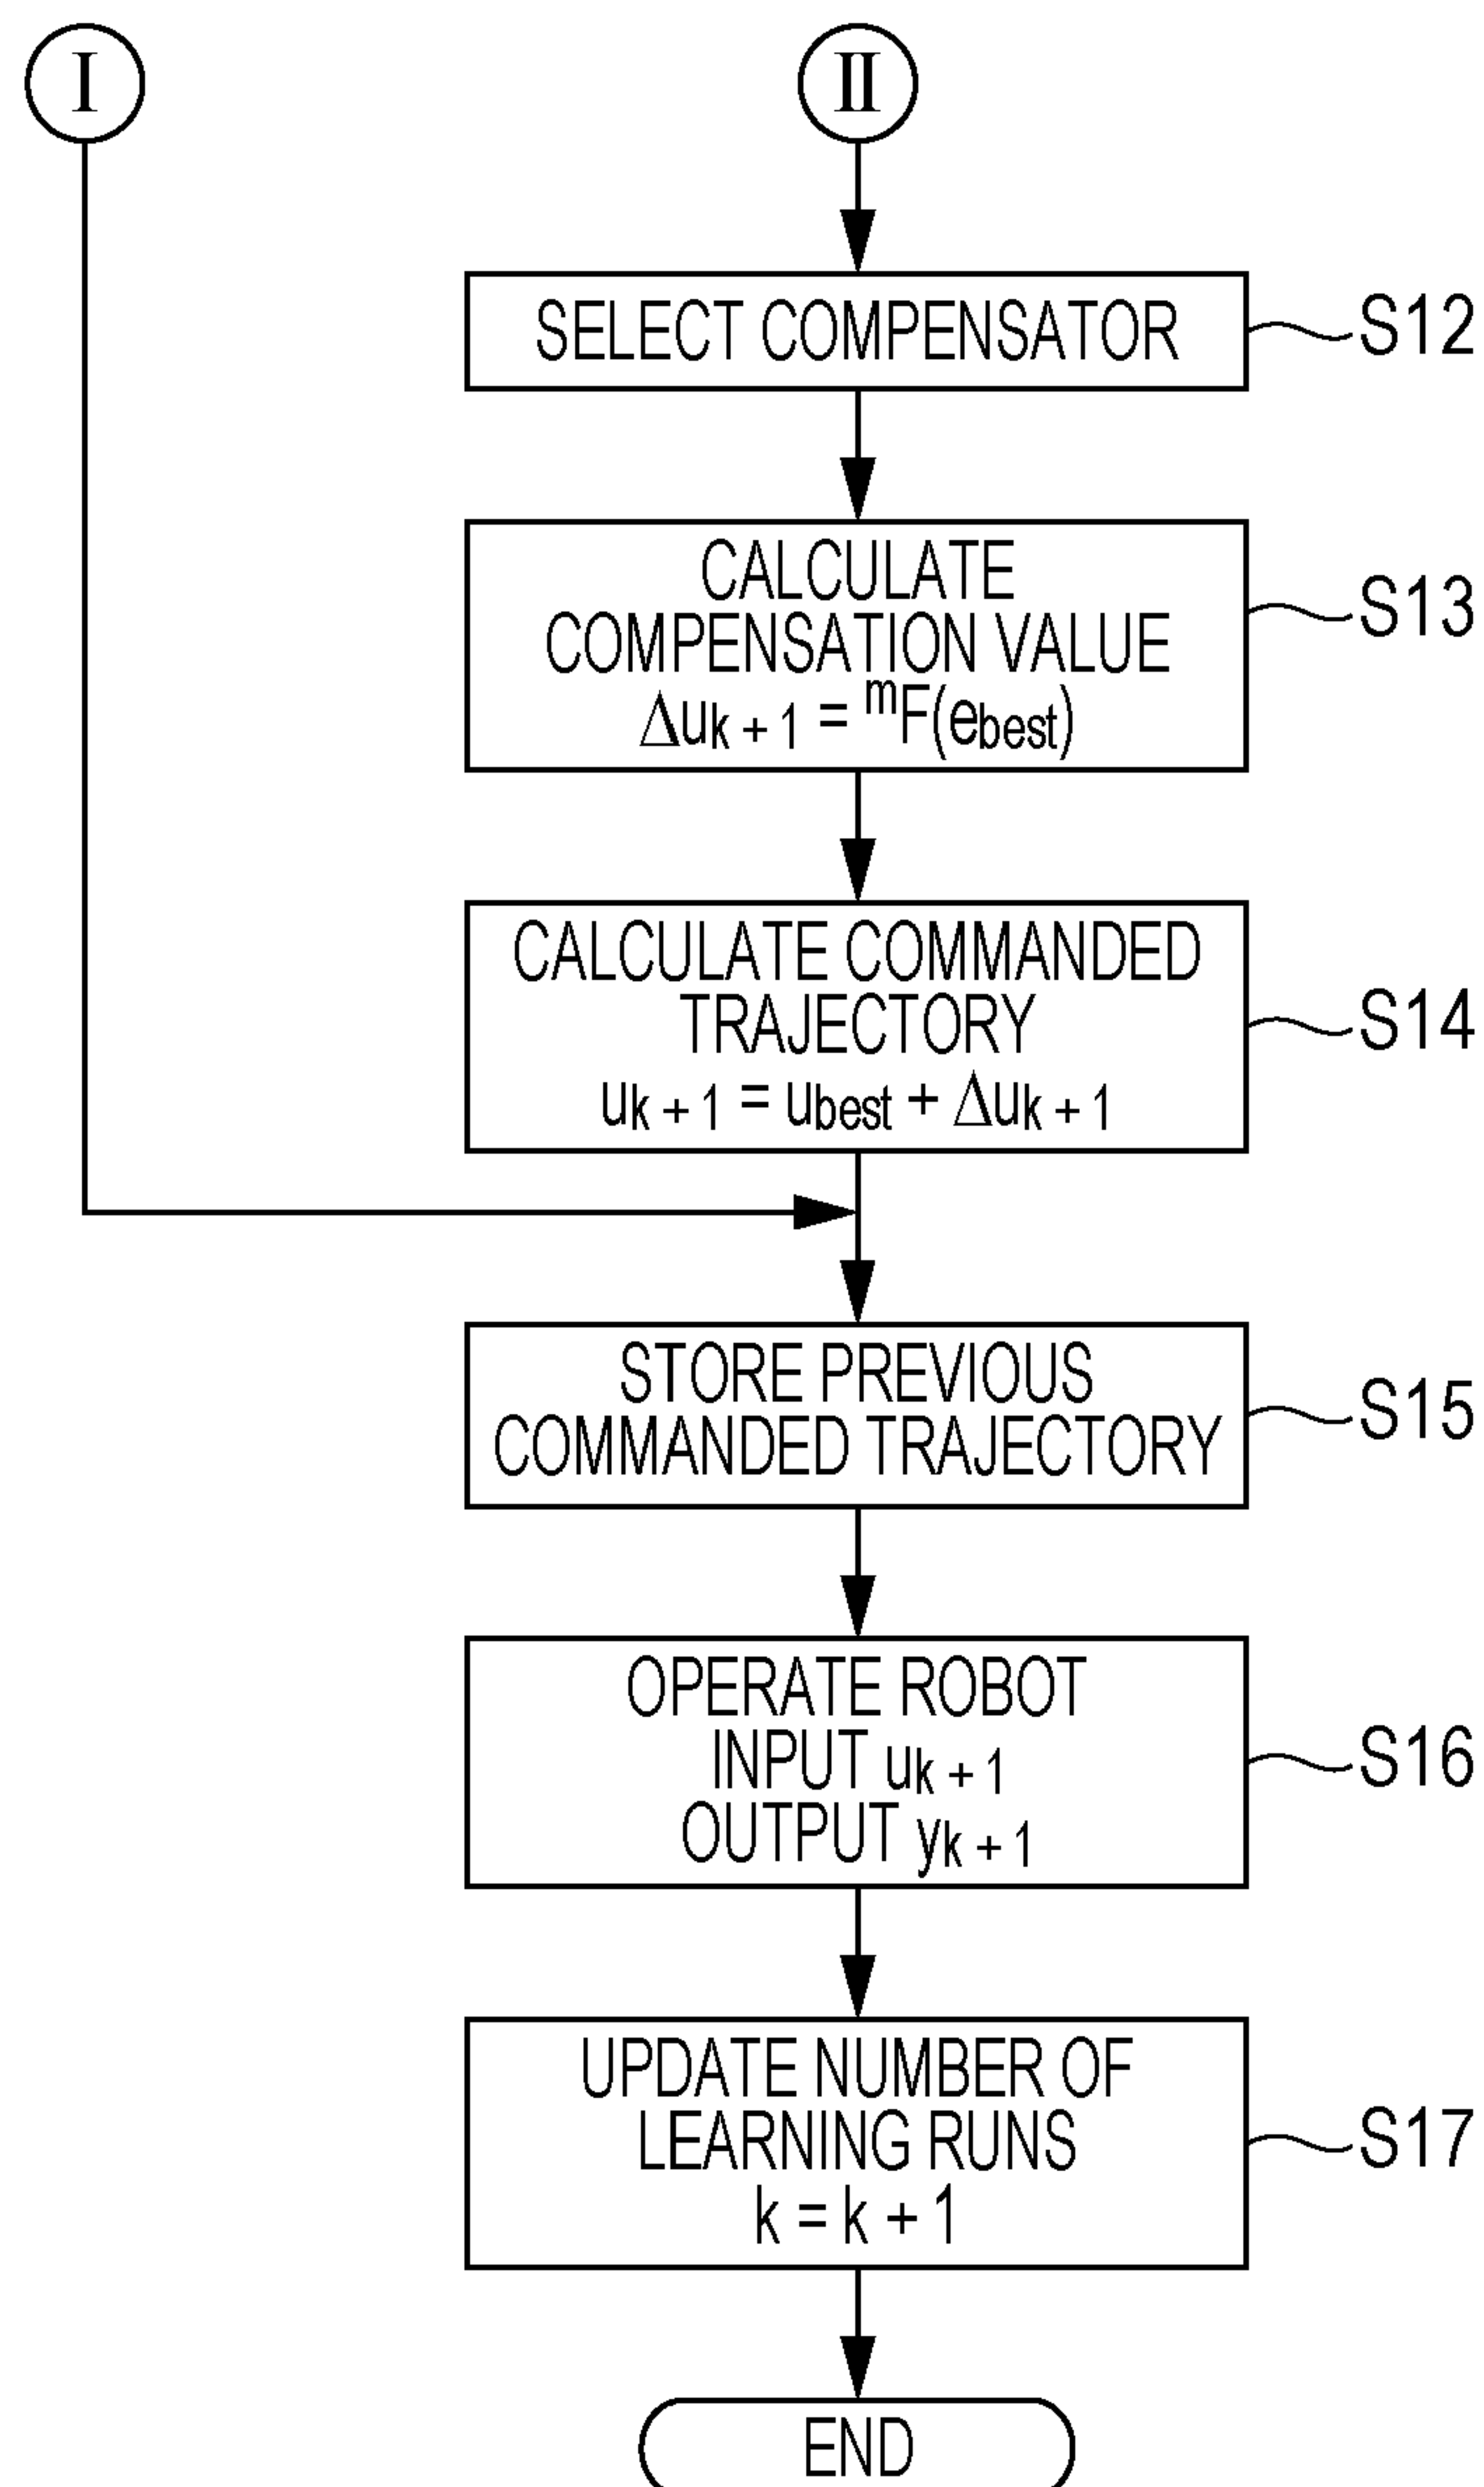 I
II
SELECT COMPENSATOR
S12
CALCULATE
COMPENSATION VALUE
Δuk + 1 = mF(ebest)
S13
CALCULATE COMMANDED
TRAJECTORY
uk + 1 = ubest + Δuk + 1
S14
STORE PREVIOUS
COMMANDED TRAJECTORY
S15
OPERATE ROBOT
INPUT uk + 1
OUTPUT yk + 1
S16
UPDATE NUMBER OF
LEARNING RUNS
k = k + 1
S17
END